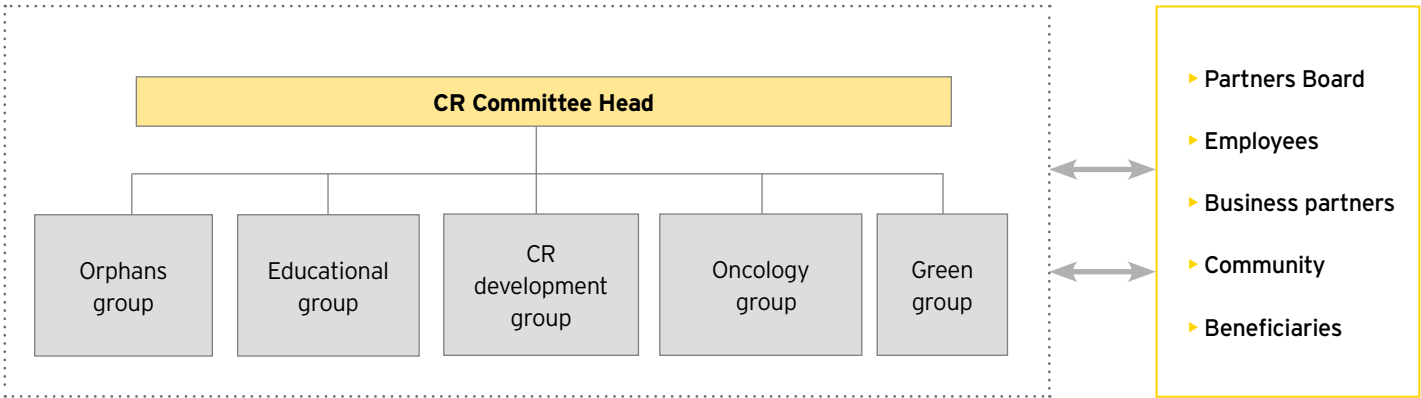 CR Committee Head
Orphans
group
Educational
group
CR
development
group
Oncology
group
Green
group
Partners Board
Employees
Business partners
Community
Beneficiaries